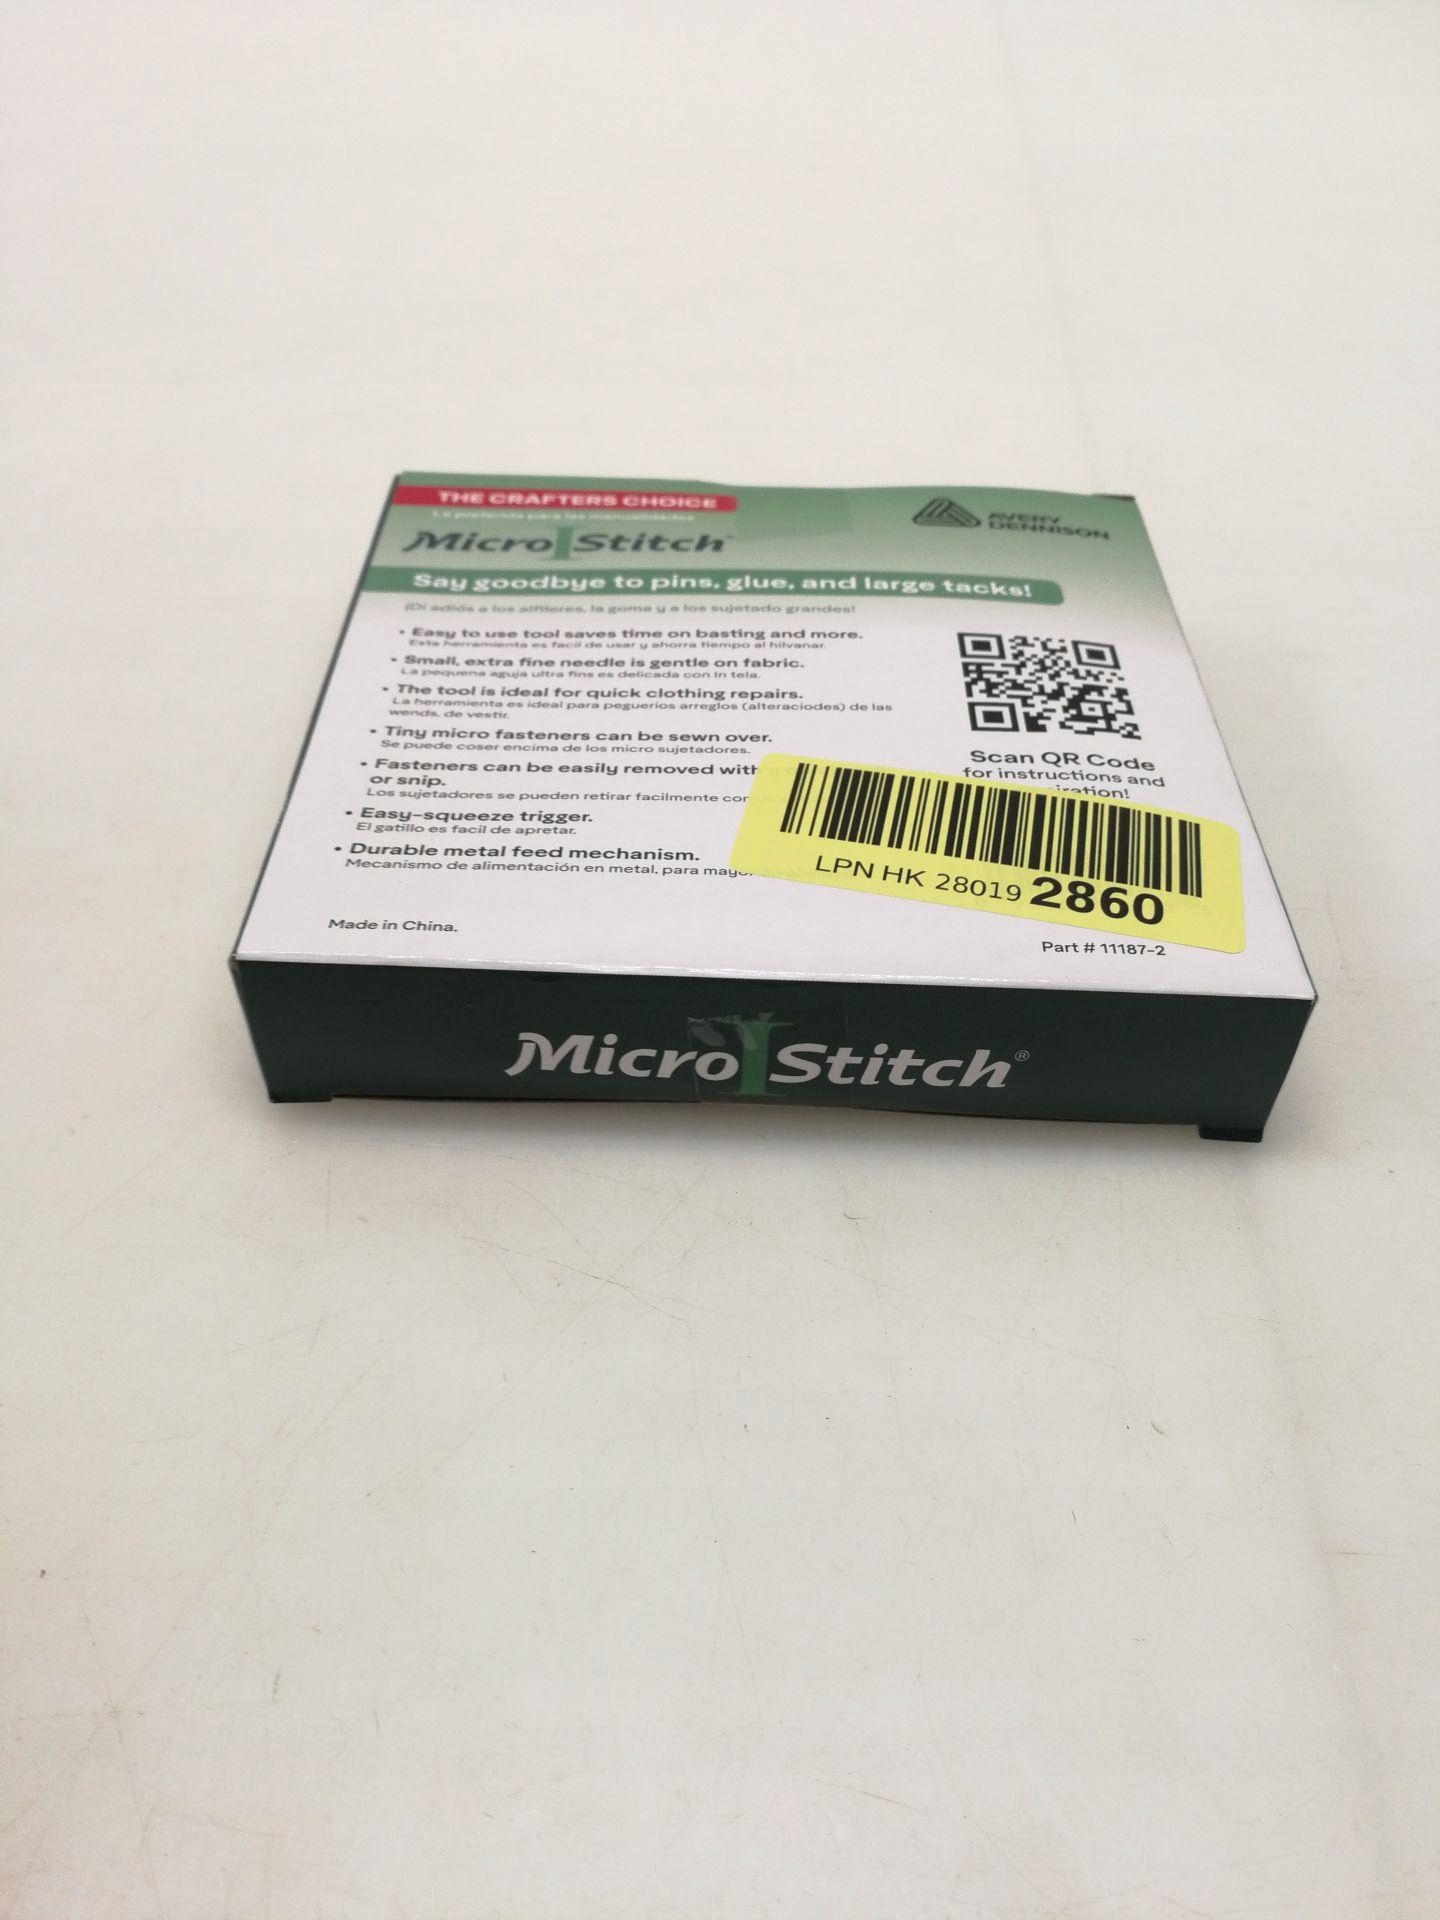 THE CRAFTERS CHOICE
La preferida para las manualidades
Micro Stitch
AVERY
DENNISON
Say goodbye to pins, glue, and large tacks!
¡Di adiós a los alfileres, la goma y a los sujetado grandes!
• Easy to use tool saves time on basting and more.
Esta herramienta es facil de usar y ahorra tiempo al hilvanar.
• Small, extra fine needle is gentle on fabric.
La pequena aguja ultra fins es delicada con In tela.
• The tool is ideal for quick clothing repairs.
La herramienta es ideal para peguerios arreglos (alteraciodes) de las
wends, de vestir.
• Tiny micro fasteners can be sewn over.
Se puede coser encima de los micro sujetadores.
• Fasteners can be easily removed with
or snip.
Los sujetadores se pueden retirar facilmente con
• Easy-squeeze trigger.
El gatillo es facil de apretar.
• Durable metal feed mechanism.
Mecanismo de alimentación en metal, para
Scan QR Code
for instructions and
LPN HK 28019 2860
Made in China.
Part # 11187-2
Micro Stitch®